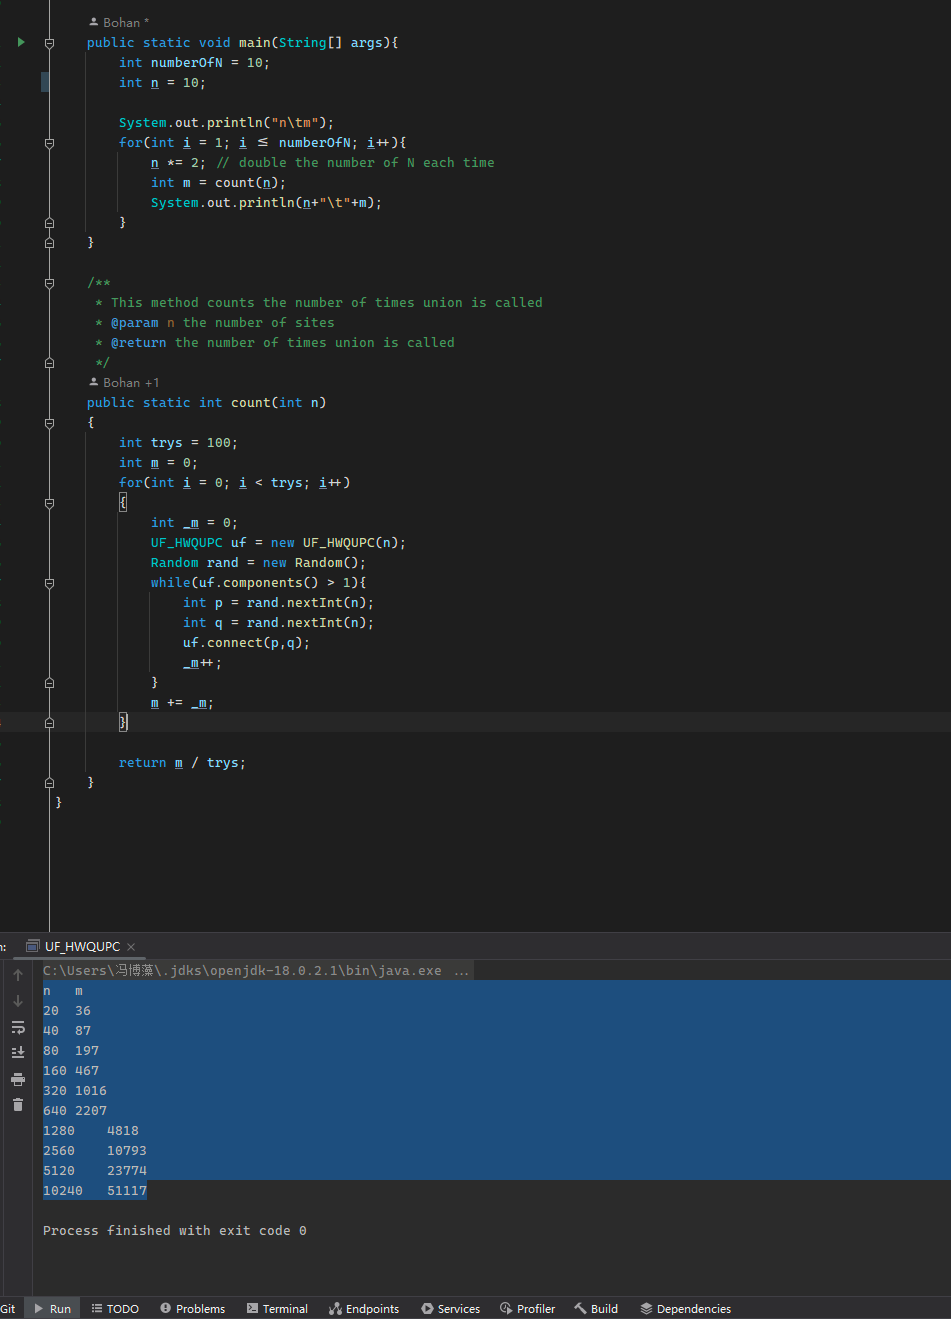 Bohan *
public static void main(String[] args){
int numberOfN = 10;
int n = 10;
System.out.println("n\tm");
for(int i = 1; i ≤ numberOfN; i++){
n *= 2; // double the number of N each time
int m = count(n);
System.out.println(n+"\t"+m);
}
}
/**
* This method counts the number of times union is called
* @param n the number of sites
* @return the number of times union is called
*/
Bohan +1
public static int count(int n)
{
int trys = 100;
int m = 0;
for(int i = 0; i < trys; i++)
{
int _m = 0;
UF_HWQUPC uf = new UF_HWQUPC(n);
Random rand = new Random();
while(uf.components() > 1){
int p = rand.nextInt(n);
int q = rand.nextInt(n);
uf.connect(p,q);
_m++;
}
m += _m;
}
return m / trys;
}
}
UF_HWQUPC
C:\Users\冯博藻\.jdks\openjdk-18.0.2.1\bin\java.exe ...
n m
20 36
40 87
80 197
160 467
320 1016
640 2207
1280 4818
2560 10793
5120 23774
10240 51117
Process finished with exit code 0
Git Run TODO Problems Terminal Endpoints Services Profiler Build Dependencies